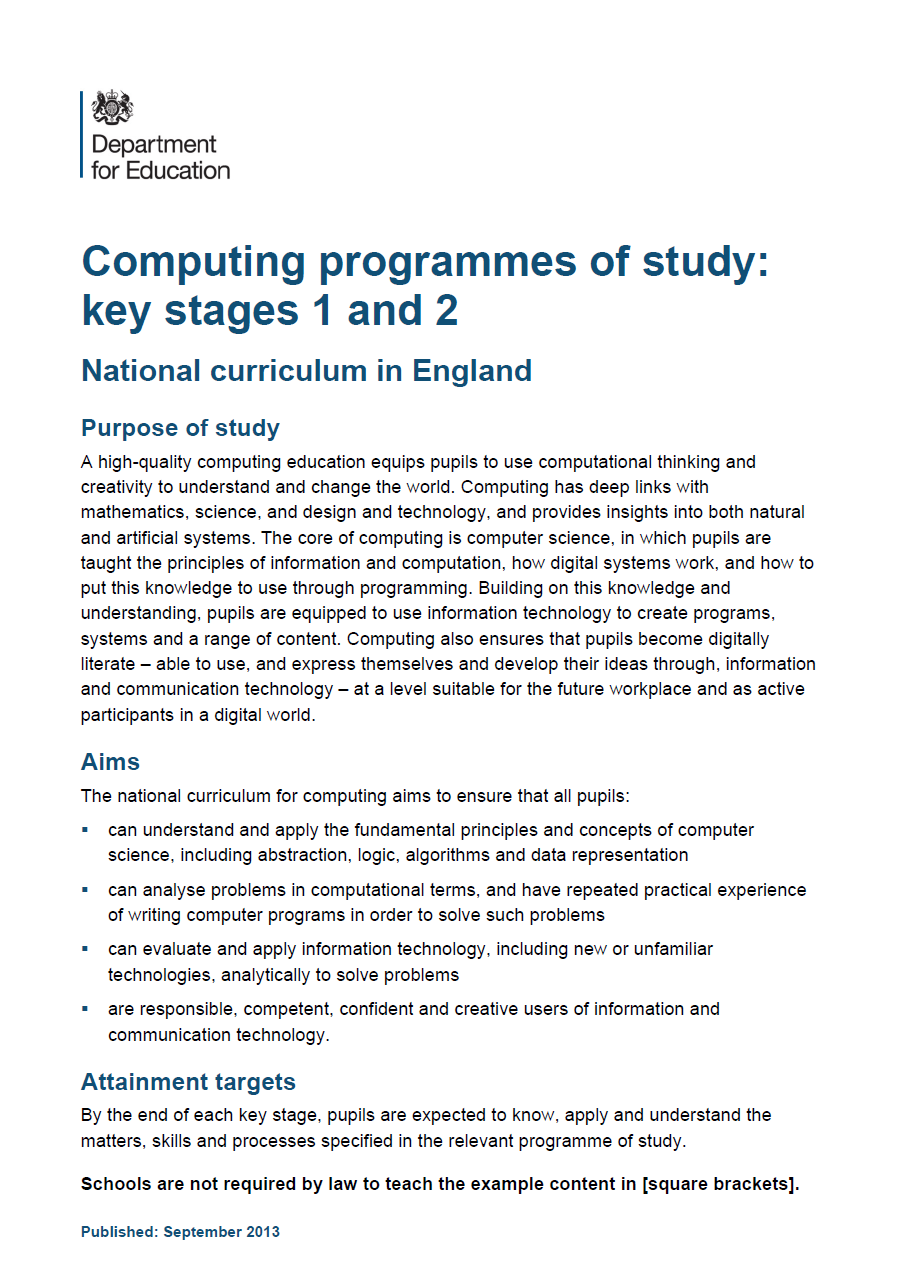 Department
for Education
Computing programmes of study:
key stages 1 and 2
National curriculum in England
Purpose of study
A high-quality computing education equips pupils to use computational thinking and
creativity to understand and change the world. Computing has deep links with
mathematics, science, and design and technology, and provides insights into both natural
and artificial systems. The core of computing is computer science, in which pupils are
taught the principles of information and computation, how digital systems work, and how to
put this knowledge to use through programming. Building on this knowledge and
understanding, pupils are equipped to use information technology to create programs,
systems and a range of content. Computing also ensures that pupils become digitally
literate – able to use, and express themselves and develop their ideas through, information
and communication technology – at a level suitable for the future workplace and as active
participants in a digital world.
Aims
The national curriculum for computing aims to ensure that all pupils:
▪ can understand and apply the fundamental principles and concepts of computer
science, including abstraction, logic, algorithms and data representation
▪ can analyse problems in computational terms, and have repeated practical experience
of writing computer programs in order to solve such problems
▪ can evaluate and apply information technology, including new or unfamiliar
technologies, analytically to solve problems
▪ are responsible, competent, confident and creative users of information and
communication technology.
Attainment targets
By the end of each key stage, pupils are expected to know, apply and understand the
matters, skills and processes specified in the relevant programme of study.
Schools are not required by law to teach the example content in [square brackets].
Published: September 2013